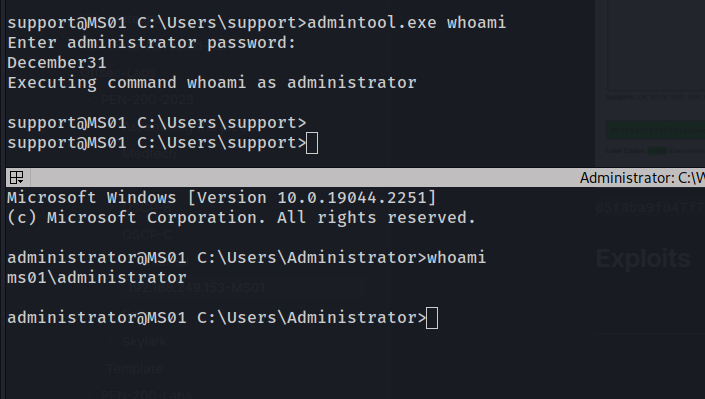 support@MS01 C:\Users\support>admintool.exe whoami
Enter administrator password:
December31
Executing command whoami as administrator
support@MS01 C:\Users\support>
support@MS01 C:\Users\support>
Administrator: C:\W
Microsoft Windows [Version 10.0.19044.2251]
(c) Microsoft Corporation. All rights reserved.
administrator@MS01 C:\Users\Administrator>whoami
ms01\administrator
Exploits
administrator@MS01 C:\Users\Administrator>
Skylark
Template